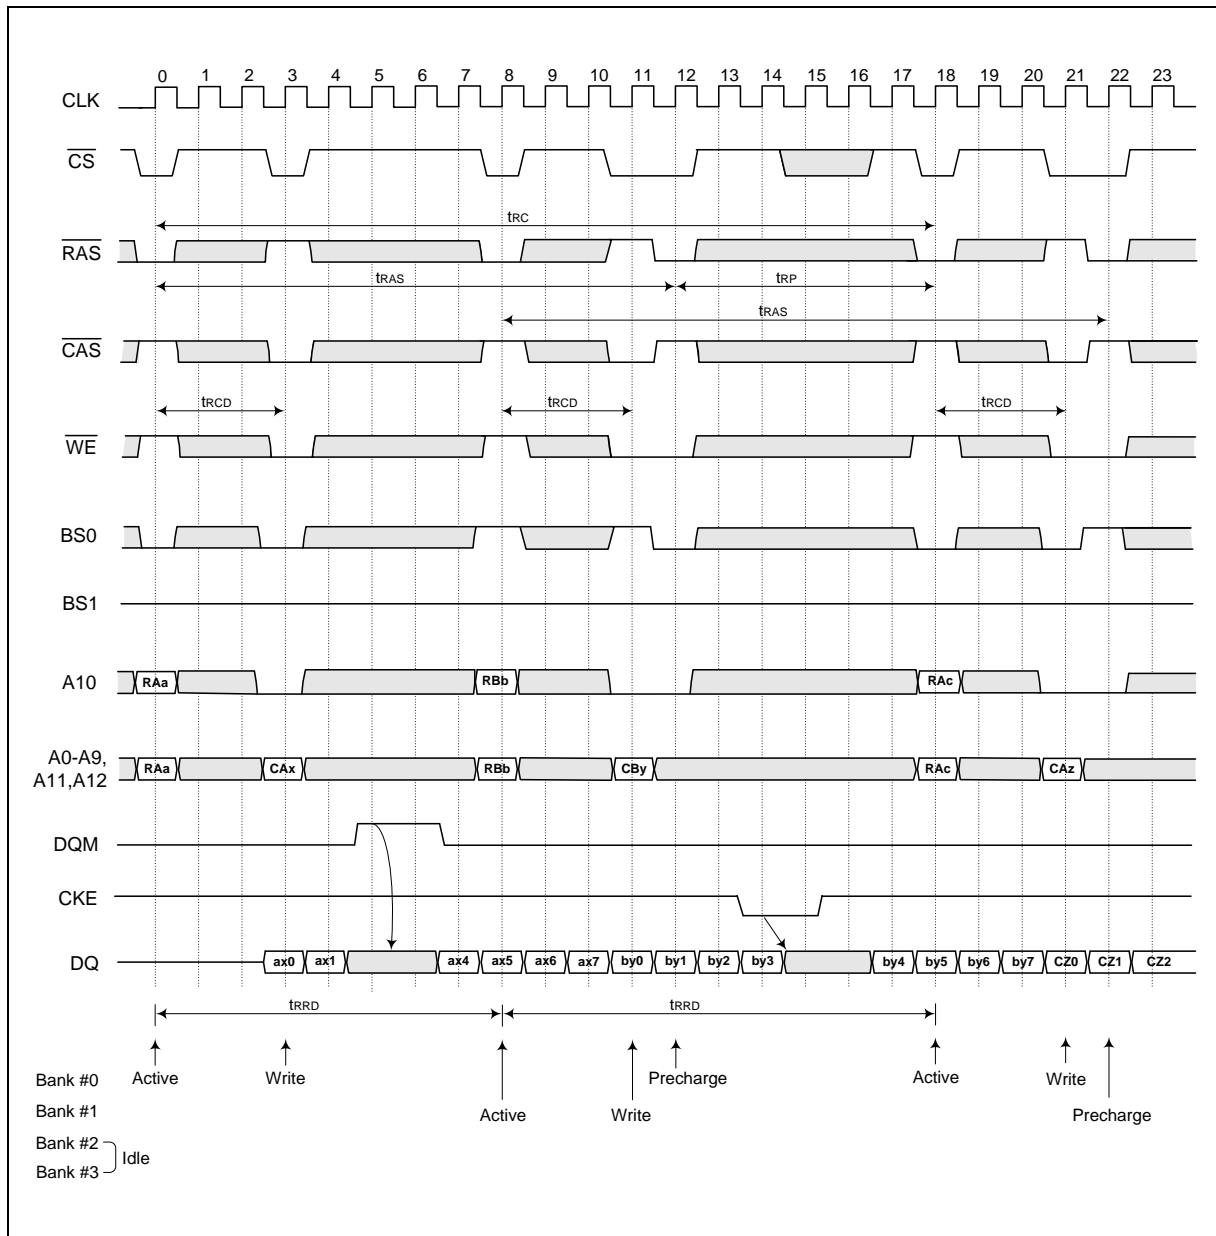 0 1 2 3 4 5 6 7 8 9 10 11 12 13 14 15 16 17 18 19 20 21 22 23
CLK
CS
tRC
RAS
tRAS tRP
tRAS
CAS
tRCD tRCD tRCD
WE
BS0
BS1
A10 RAa RBb RAc
A0-A9,
A11,A12
RAa CAx RBb CBy RAc CAz
DQM
CKE
DQ ax0 ax1 ax4 ax5 ax6 ax7 by0 by1 by2 by3 by4 by5 by6 by7 CZ0 CZ1 CZ2
tRRD tRRD
Bank #0 Active Write Precharge Active Write
Bank #1 Active Write Precharge
Bank #2
Idle
Bank #3